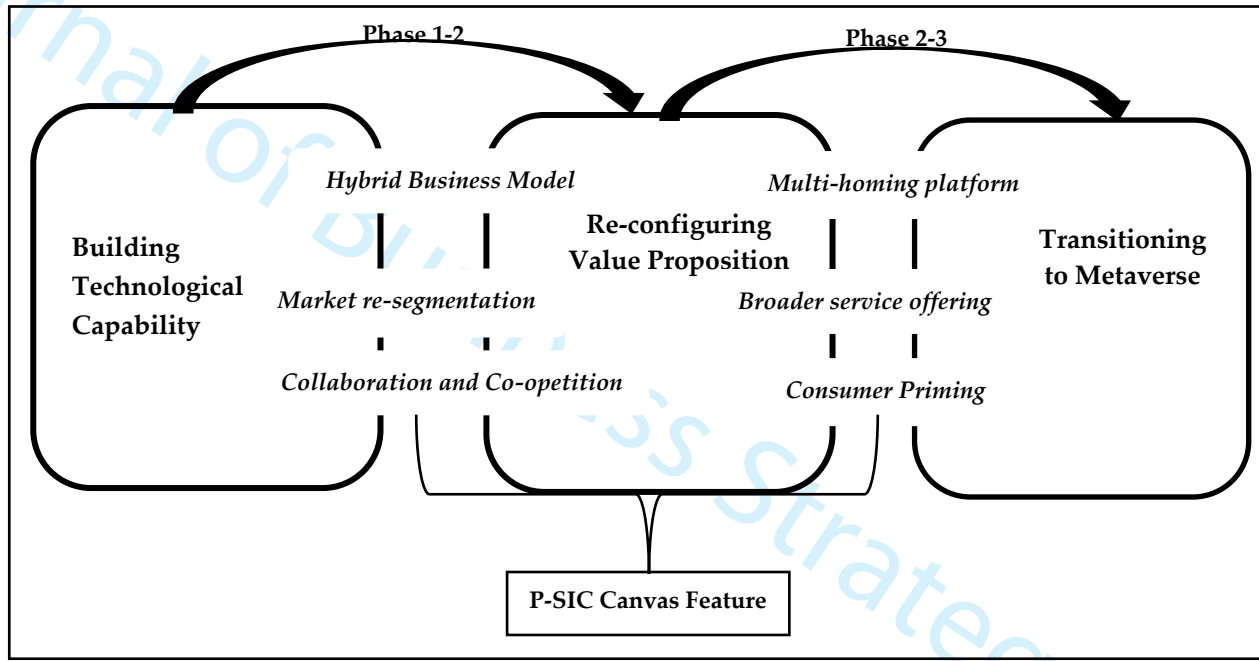 Phase 1-2
Phase 2-3
Hybrid Business Model
Multi-homing platform
Building
Technological
Capability
Re-configuring
Value Proposition
Transitioning
to Metaverse
Market re-segmentation
Broader service offering
Collaboration and Co-opetition
Consumer Priming
P-SIC Canvas Feature